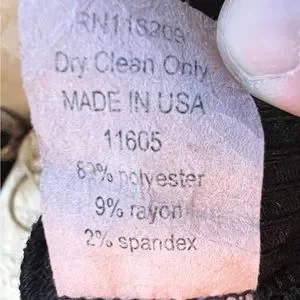 Dry Clean Only
MADE IN USA
11605
polyester
9% rayon
2% spandex